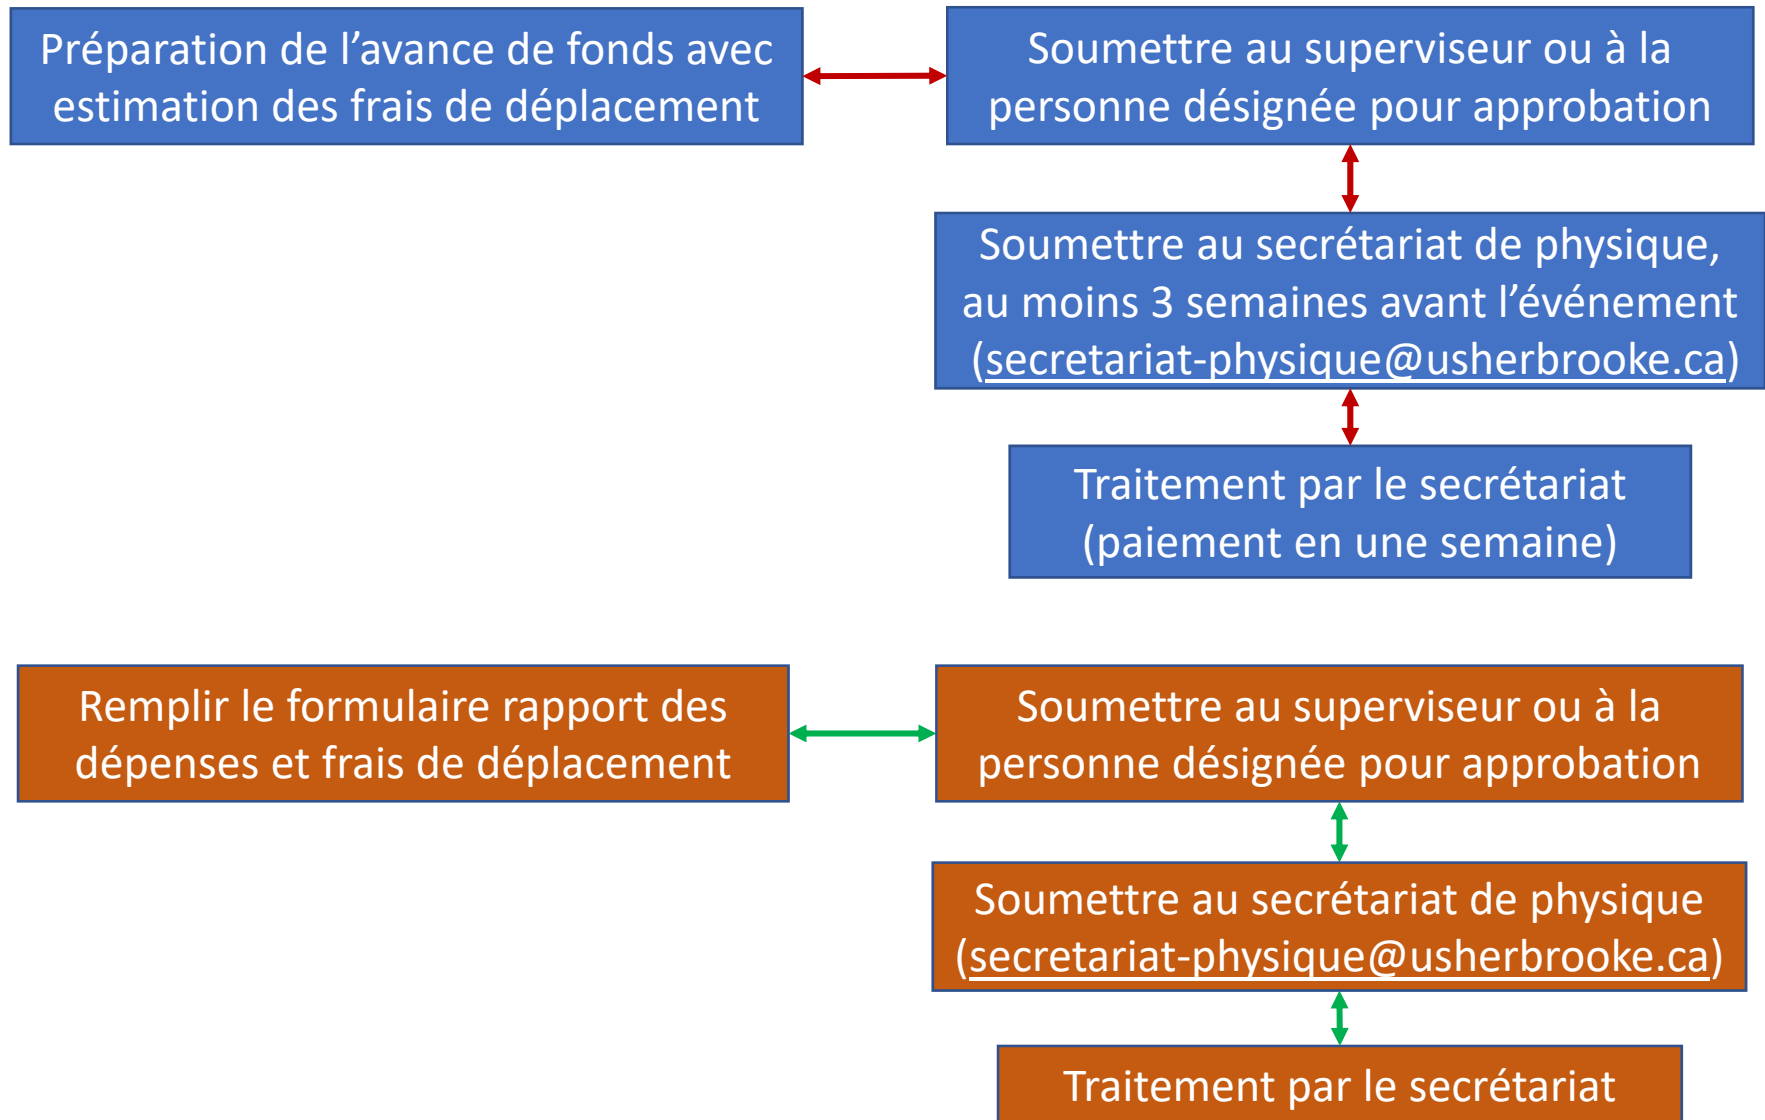 Préparation de l’avance de fonds avec
estimation des frais de déplacement
Soumettre au superviseur ou à la
personne désignée pour approbation
Soumettre au secrétariat de physique,
au moins 3 semaines avant l’événement
(secretariat-physique@usherbrooke.ca)
Traitement par le secrétariat
(paiement en une semaine)
Remplir le formulaire rapport des
dépenses et frais de déplacement
Soumettre au superviseur ou à la
personne désignée pour approbation
Soumettre au secrétariat de physique
(secretariat-physique@usherbrooke.ca)
Traitement par le secrétariat